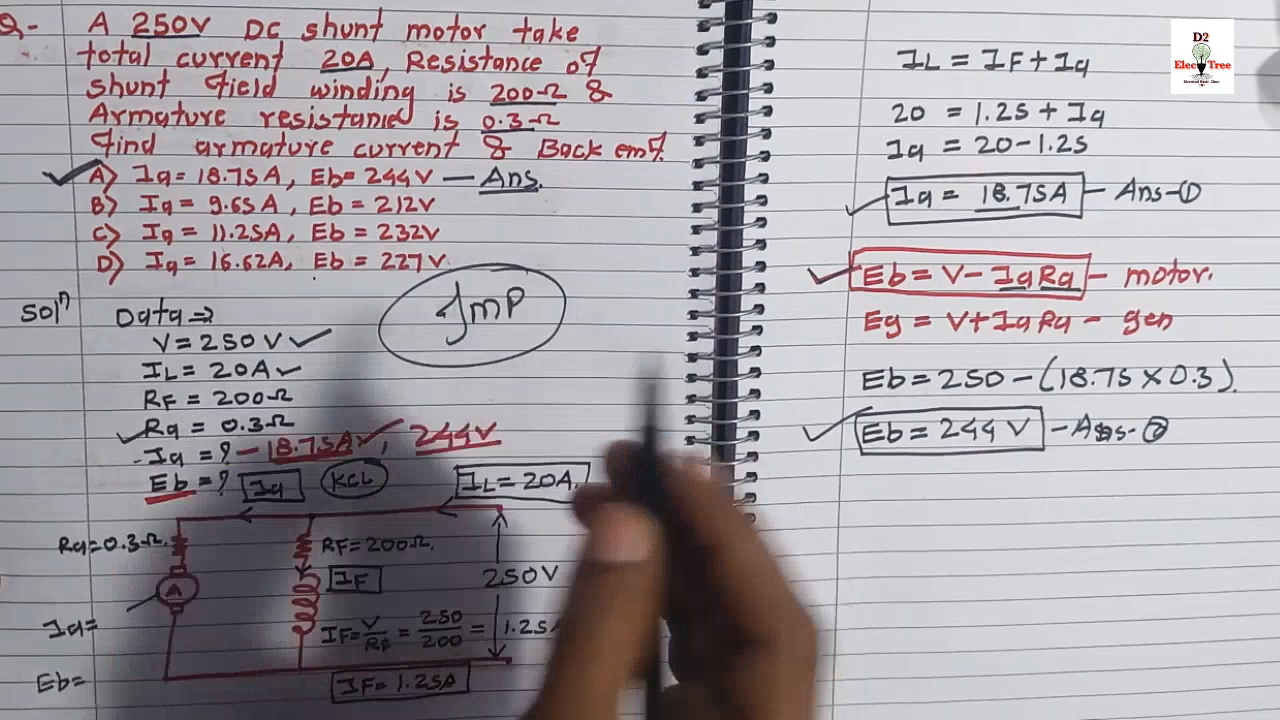 Q- A 250V DC shunt motor take
total current 20A, Resistance of
shunt field winding is 200Ω &
Armature resistance is 0.3Ω
find armature current & Back emf.
A) Ia = 18.75A, Eb = 244V — Ans.
B) Ia = 9.65A, Eb = 212V
C) Ia = 11.25A, Eb = 232V
D) Ia = 16.62A, Eb = 227V
Solⁿ
Data ⇒
V = 250V
IL = 20A
RF = 200Ω
Ra = 0.3Ω
Ia = ? - 18.75A, 244V
Eb = ?
Imp
Ia
KCL
IL = 20A.
Ra = 0.3Ω.
RF = 200Ω.
A
IF
250V
Ia =
IF = V/RF = 250/200 = 1.25A
Eb =
IF = 1.25A
IL = IF + Ia
20 = 1.25 + Ia
Ia = 20 - 1.25
Ia = 18.75A - Ans-①
Eb = V - IaRa - motor.
Eg = V + IaRa - gen
Eb = 250 - (18.75 × 0.3).
Eb = 244 V - Ans-②
D2
Elec Tree